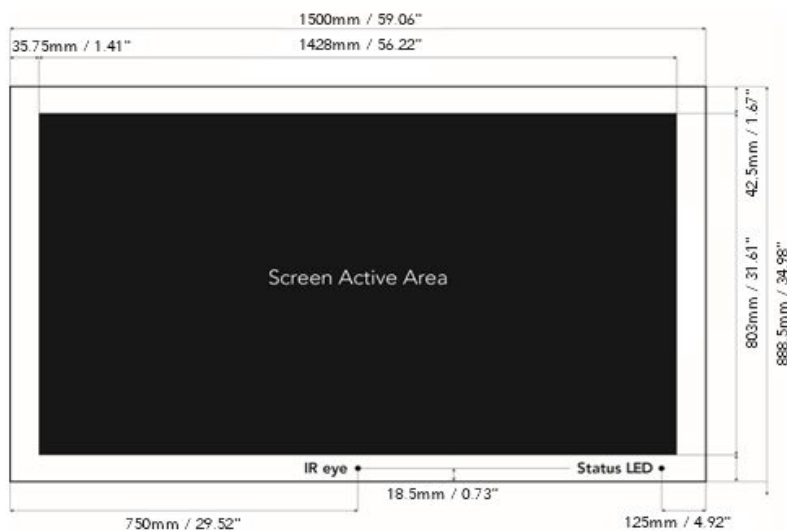 1500mm / 59.06"
35.75mm / 1.41"
1428mm / 56.22"
42.5mm / 1.67"
Screen Active Area
803mm / 31.61"
888.5mm / 34.98"
IR eye
Status LED
18.5mm / 0.73"
750mm / 29.52"
125mm / 4.92"